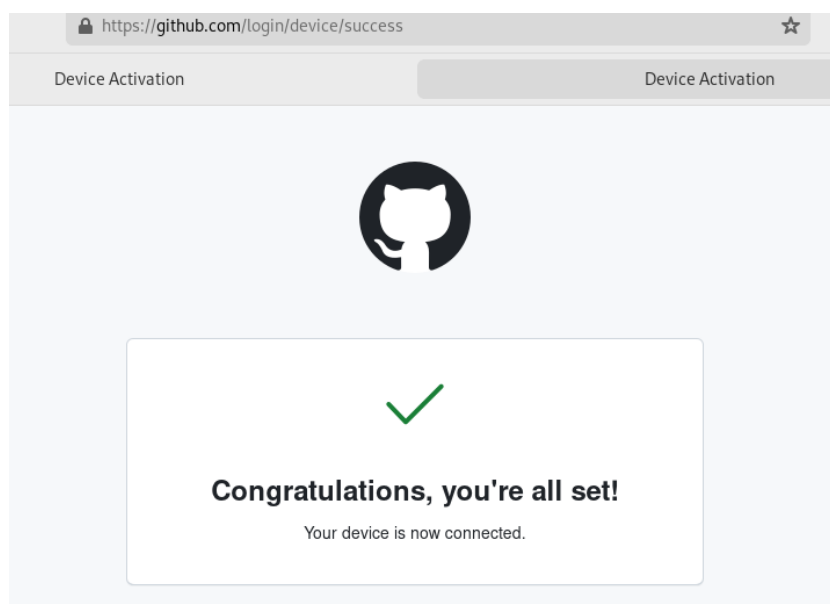 https://github.com/login/device/success
Device Activation
Device Activation
Congratulations, you're all set!
Your device is now connected.